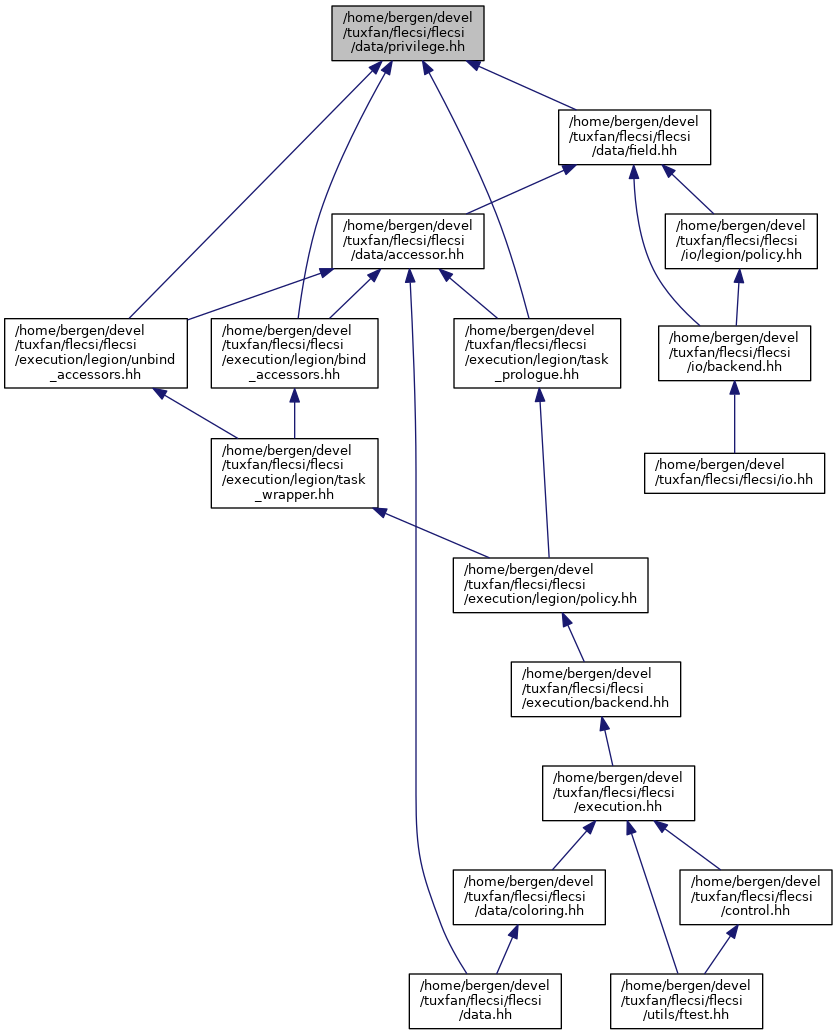 /home/bergen/devel
/tuxfan/flecsi/flecsi
/data/privilege.hh
/home/bergen/devel
/tuxfan/flecsi/flecsi
/data/field.hh
/home/bergen/devel
/tuxfan/flecsi/flecsi
/data/accessor.hh
/home/bergen/devel
/tuxfan/flecsi/flecsi
/io/legion/policy.hh
/home/bergen/devel
/tuxfan/flecsi/flecsi
/execution/legion/unbind
_accessors.hh
/home/bergen/devel
/tuxfan/flecsi/flecsi
/execution/legion/bind
_accessors.hh
/home/bergen/devel
/tuxfan/flecsi/flecsi
/execution/legion/task
_prologue.hh
/home/bergen/devel
/tuxfan/flecsi/flecsi
/io/backend.hh
/home/bergen/devel
/tuxfan/flecsi/flecsi
/execution/legion/task
_wrapper.hh
/home/bergen/devel
/tuxfan/flecsi/flecsi/io.hh
/home/bergen/devel
/tuxfan/flecsi/flecsi
/execution/legion/policy.hh
/home/bergen/devel
/tuxfan/flecsi/flecsi
/execution/backend.hh
/home/bergen/devel
/tuxfan/flecsi/flecsi
/execution.hh
/home/bergen/devel
/tuxfan/flecsi/flecsi
/data/coloring.hh
/home/bergen/devel
/tuxfan/flecsi/flecsi
/control.hh
/home/bergen/devel
/tuxfan/flecsi/flecsi
/data.hh
/home/bergen/devel
/tuxfan/flecsi/flecsi
/utils/ftest.hh